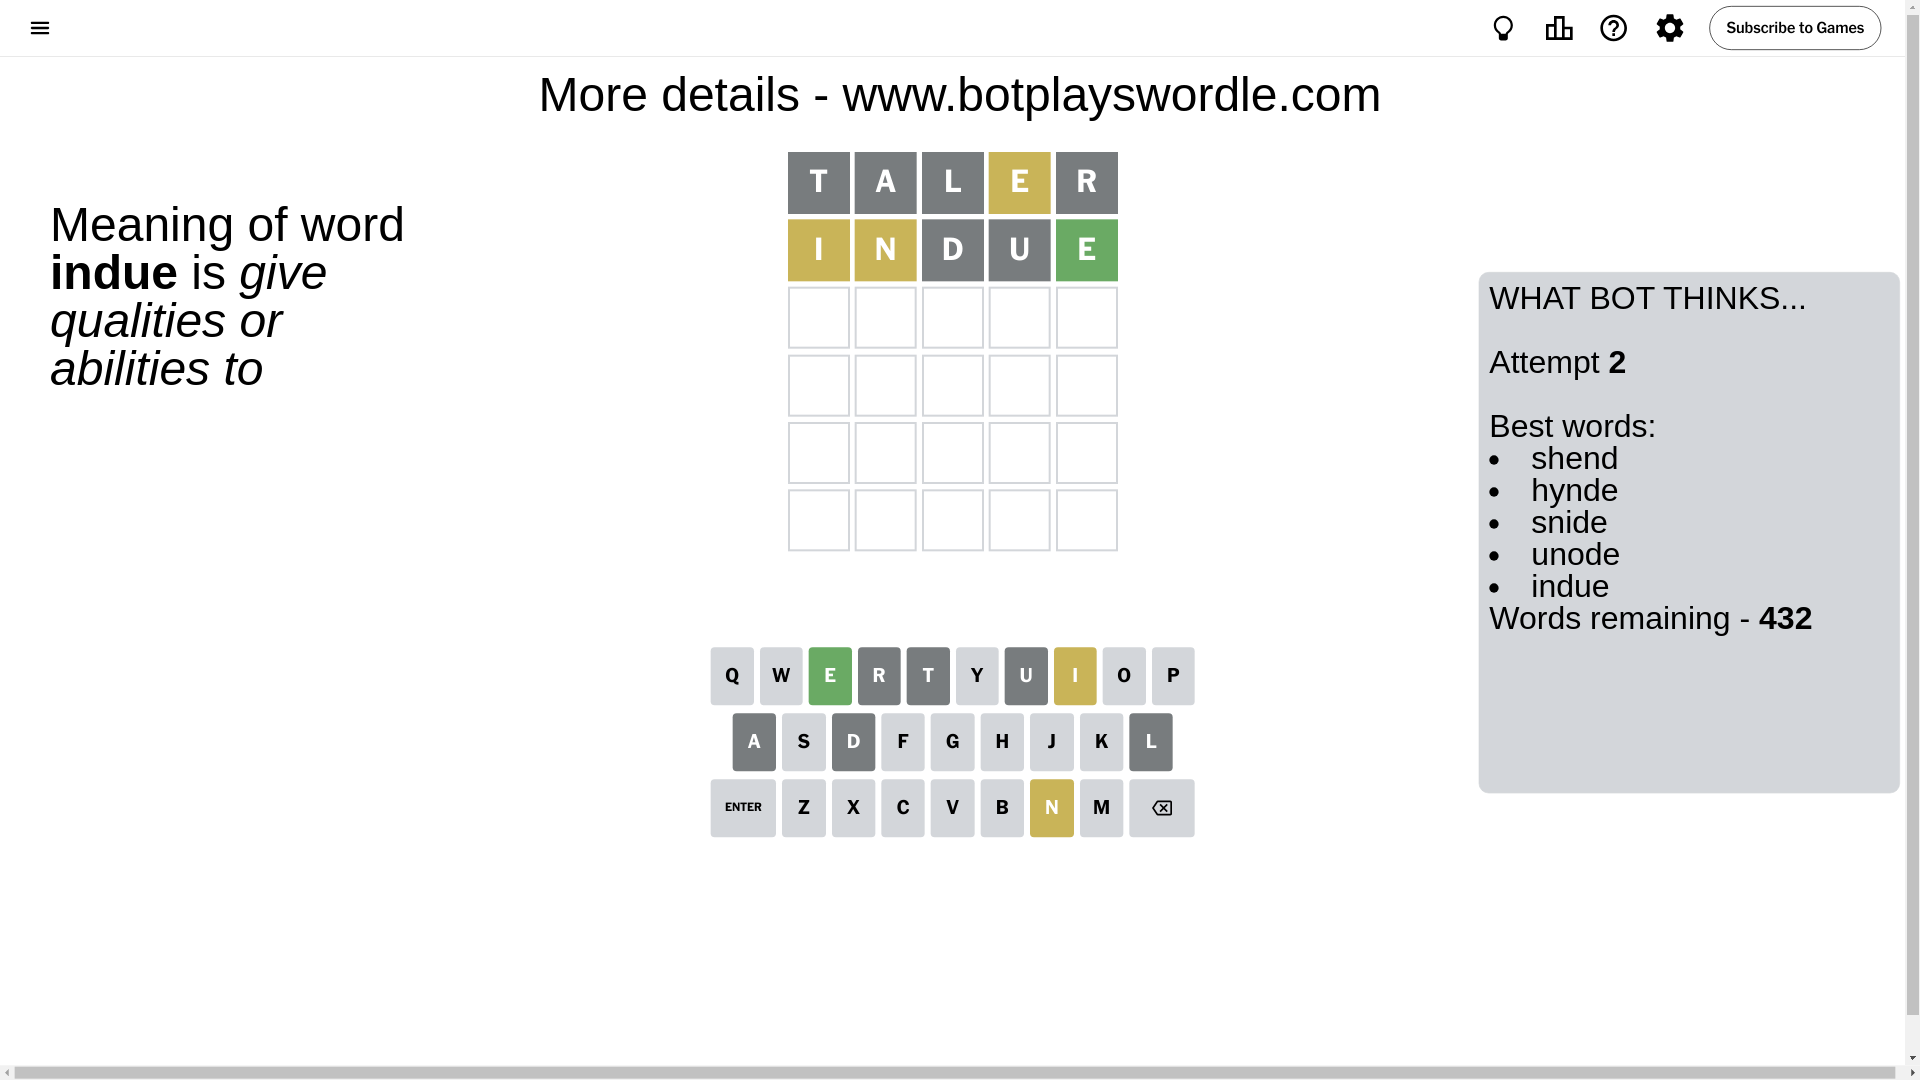 Subscribe to Games
More details - www.botplayswordle.com
Meaning of word
indue is give
qualities or
abilities to
T A L E R
I N D U E
WHAT BOT THINKS...
Attempt 2
Best words:
• shend
• hynde
• snide
• unode
• indue
Words remaining - 432
Q W E R T Y U I O P
A S D F G H J K L
ENTER Z X C V B N M